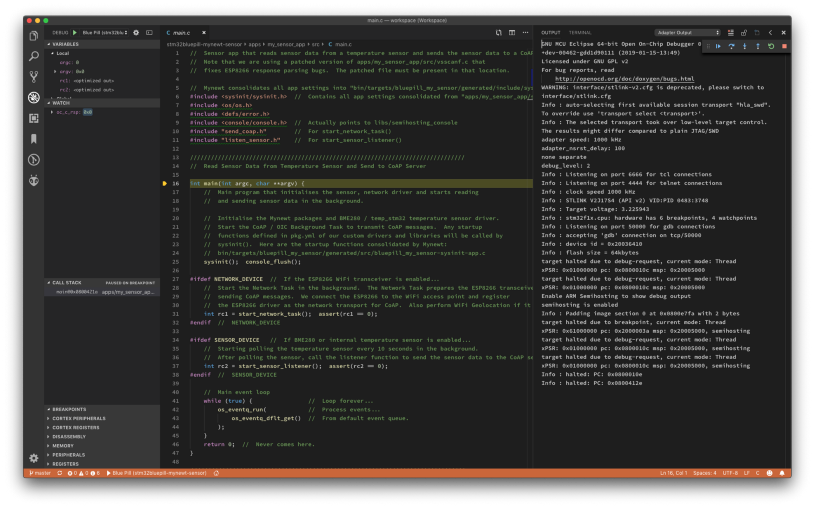 main.c — workspace (Workspace)
DEBUG
Blue Pill (stm32blu
VARIABLES
Local
argc: 0
argv: 0x0
rc1: <optimized out>
rc2: <optimized out>
WATCH
oc_c_rsp: 0x0
CALL STACK
PAUSED ON BREAKPOINT
main@0x0800421c apps/my_sensor_ap...
BREAKPOINTS
CORTEX PERIPHERALS
CORTEX REGISTERS
DISASSEMBLY
MEMORY
PERIPHERALS
REGISTERS
C main.c
stm32bluepill-mynewt-sensor ▸ apps ▸ my_sensor_app ▸ src ▸ C main.c
1 // Sensor app that reads sensor data from a temperature sensor and sends the sensor data to a CoAP
2 // Note that we are using a patched version of apps/my_sensor_app/src/vsscanf.c that
3 // fixes ESP8266 response parsing bugs. The patched file must be present in that location.
4
5 // Mynewt consolidates all app settings into "bin/targets/bluepill_my_sensor/generated/include/sys
6 #include <sysinit/sysinit.h> // Contains all app settings consolidated from "apps/my_sensor_app/s
7 #include <os/os.h>
8 #include <defs/error.h>
9 #include <console/console.h> // Actually points to libs/semihosting_console
10 #include "send_coap.h" // For start_network_task()
11 #include "listen_sensor.h" // For start_sensor_listener()
12
13 ///////////////////////////////////////////////////////////////////////////////
14 // Read Sensor Data from Temperature Sensor and Send to CoAP Server
15
16 int main(int argc, char **argv) {
17 // Main program that initialises the sensor, network driver and starts reading
18 // and sending sensor data in the background.
19
20 // Initialise the Mynewt packages and BME280 / temp_stm32 temperature sensor driver.
21 // Start the CoAP / OIC Background Task to transmit CoAP messages. Any startup
22 // functions defined in pkg.yml of our custom drivers and libraries will be called by
23 // sysinit(). Here are the startup functions consolidated by Mynewt:
24 // bin/targets/bluepill_my_sensor/generated/src/bluepill_my_sensor-sysinit-app.c
25 sysinit(); console_flush();
26
27 #ifdef NETWORK_DEVICE // If the ESP8266 WiFi transceiver is enabled...
28 // Start the Network Task in the background. The Network Task prepares the ESP8266 transceive
29 // sending CoAP messages. We connect the ESP8266 to the WiFi access point and register
30 // the ESP8266 driver as the network transport for CoAP. Also perform WiFi Geolocation if it
31 int rc1 = start_network_task(); assert(rc1 == 0);
32 #endif // NETWORK_DEVICE
33
34 #ifdef SENSOR_DEVICE // If BME280 or internal temperature sensor is enabled...
35 // Starting polling the temperature sensor every 10 seconds in the background.
36 // After polling the sensor, call the listener function to send the sensor data to the CoAP se
37 int rc2 = start_sensor_listener(); assert(rc2 == 0);
38 #endif // SENSOR_DEVICE
39
40 // Main event loop
41 while (true) { // Loop forever...
42 os_eventq_run( // Process events...
43 os_eventq_dflt_get() // From default event queue.
44 );
45 }
46 return 0; // Never comes here.
47 }
48
OUTPUT
TERMINAL
Adapter Output
GNU MCU Eclipse 64-bit Open On-Chip Debugger 0
+dev-00462-gdd1d90111 (2019-01-15-13:49)
Licensed under GNU GPL v2
For bug reports, read
http://openocd.org/doc/doxygen/bugs.html
WARNING: interface/stlink-v2.cfg is deprecated, please switch to
interface/stlink.cfg
Info : auto-selecting first available session transport "hla_swd".
To override use 'transport select <transport>'.
Info : The selected transport took over low-level target control.
The results might differ compared to plain JTAG/SWD
adapter speed: 1000 kHz
adapter_nsrst_delay: 100
none separate
debug_level: 2
Info : Listening on port 6666 for tcl connections
Info : Listening on port 4444 for telnet connections
Info : clock speed 1000 kHz
Info : STLINK V2J17S4 (API v2) VID:PID 0483:3748
Info : Target voltage: 3.225943
Info : stm32f1x.cpu: hardware has 6 breakpoints, 4 watchpoints
Info : Listening on port 50000 for gdb connections
Info : accepting 'gdb' connection on tcp/50000
Info : device id = 0x20036410
Info : flash size = 64kbytes
target halted due to debug-request, current mode: Thread
xPSR: 0x01000000 pc: 0x0800010c msp: 0x20005000
target halted due to debug-request, current mode: Thread
xPSR: 0x01000000 pc: 0x0800010c msp: 0x20005000
Enable ARM Semihosting to show debug output
semihosting is enabled
Info : Padding image section 0 at 0x0800e7fa with 2 bytes
target halted due to breakpoint, current mode: Thread
xPSR: 0x61000000 pc: 0x2000003a msp: 0x20005000, semihosting
target halted due to debug-request, current mode: Thread
xPSR: 0x01000000 pc: 0x0800010c msp: 0x20005000, semihosting
target halted due to debug-request, current mode: Thread
xPSR: 0x01000000 pc: 0x0800010c msp: 0x20005000, semihosting
Info : halted: PC: 0x0800010e
Info : halted: PC: 0x0800412e
master
0
0
6
Blue Pill (stm32bluepill-mynewt-sensor)
Ln 16, Col 1
Spaces: 4
UTF-8
LF
C